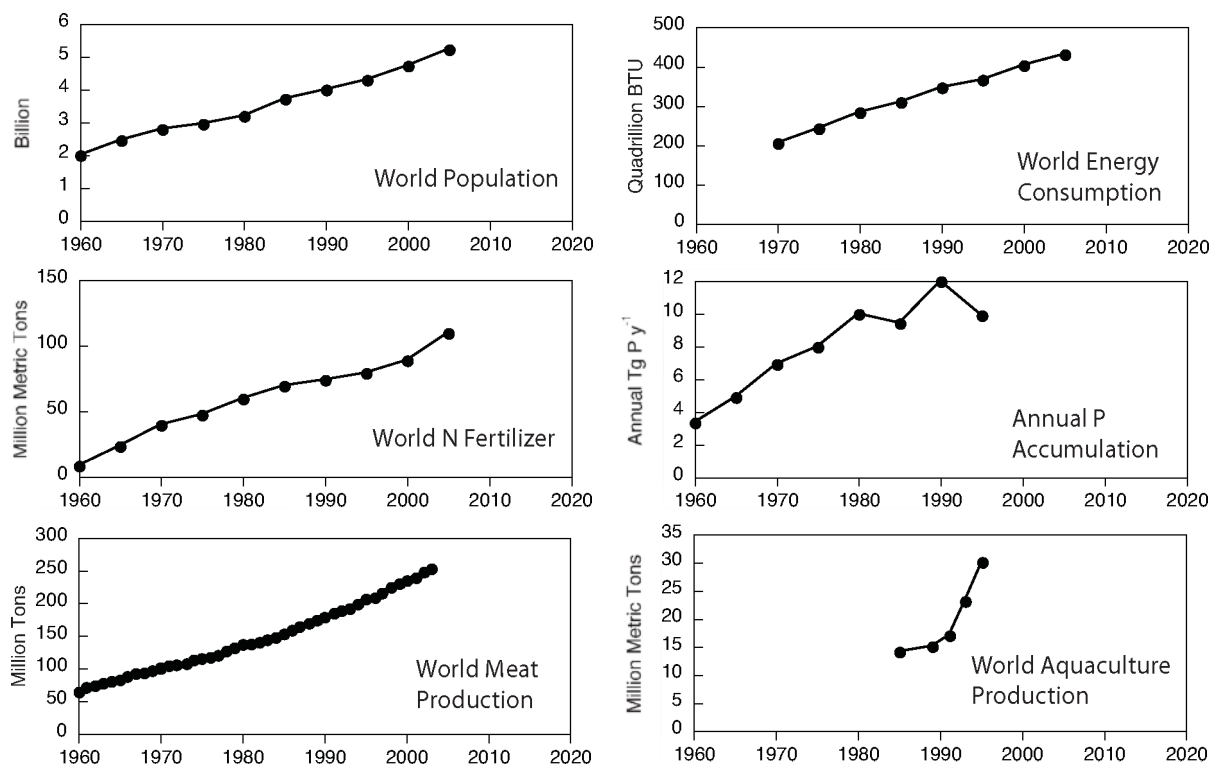 6
5
4
3
2
1
0
Billion
World Population
1960 1970 1980 1990 2000 2010 2020
500
400
300
200
100
0
Quadrillion BTU
World Energy
Consumption
1960 1970 1980 1990 2000 2010 2020
150
100
50
0
Million Metric Tons
World N Fertilizer
1960 1970 1980 1990 2000 2010 2020
12
10
8
6
4
2
0
Annual Tg P y⁻¹
Annual P
Accumulation
1960 1970 1980 1990 2000 2010 2020
300
250
200
150
100
50
0
Million Tons
World Meat
Production
1960 1970 1980 1990 2000 2010 2020
35
30
25
20
15
10
5
0
Million Metric Tons
World Aquaculture
Production
1960 1970 1980 1990 2000 2010 2020